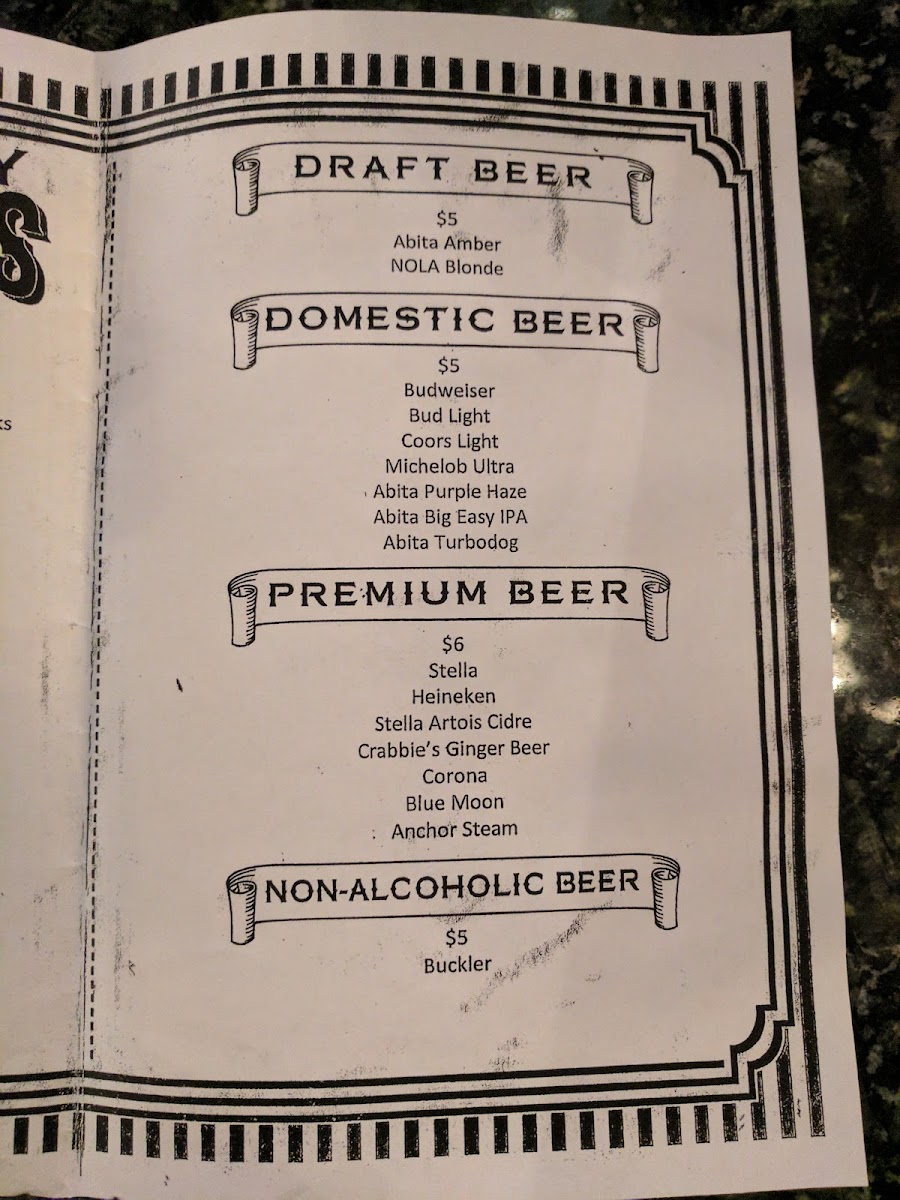 Y
S
ks
DRAFT BEER
$5
Abita Amber
NOLA Blonde
DOMESTIC BEER
$5
Budweiser
Bud Light
Coors Light
Michelob Ultra
Abita Purple Haze
Abita Big Easy IPA
Abita Turbodog
PREMIUM BEER
$6
Stella
Heineken
Stella Artois Cidre
Crabbie's Ginger Beer
Corona
Blue Moon
Anchor Steam
NON-ALCOHOLIC BEER
$5
Buckler